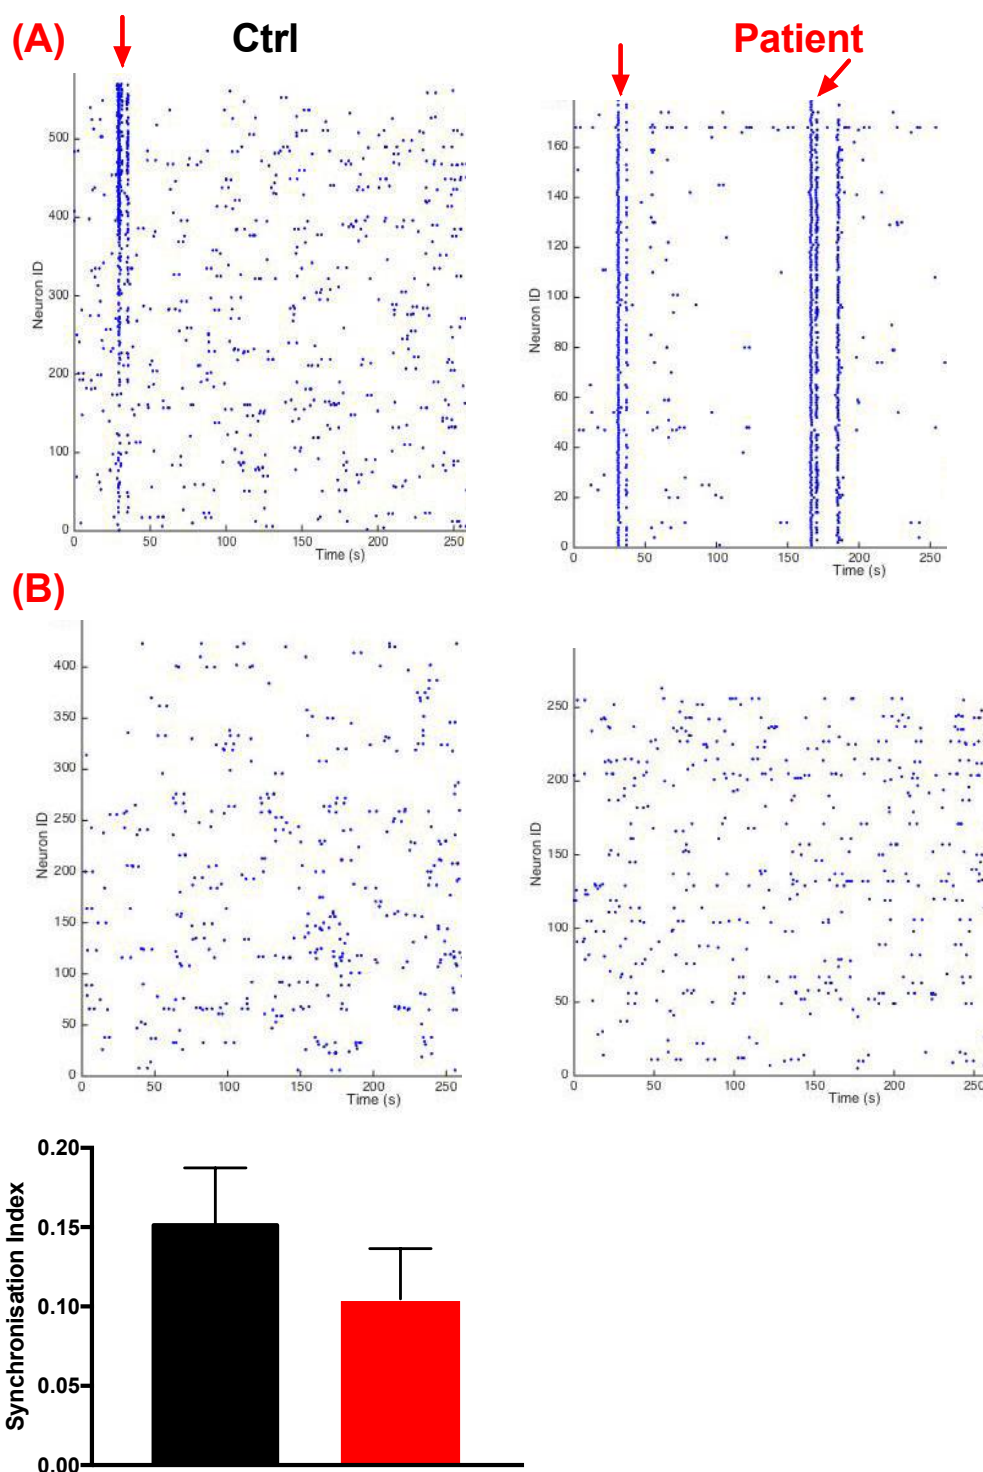 (A) Ctrl Patient
Neuron ID
500
400
300
200
100
0
0 50 100 150 200 250
Time (s)
Neuron ID
160
140
120
100
80
60
40
20
0
0 50 100 150 200 250
Time (s)
(B)
Neuron ID
400
350
300
250
200
150
100
50
0
0 50 100 150 200 250
Time (s)
Neuron ID
250
200
150
100
50
0
0 50 100 150 200 250
Time (s)
Synchronisation Index
0.20
0.15
0.10
0.05
0.00